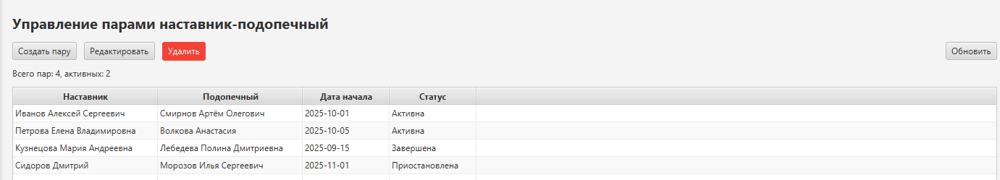 Управление парами наставник-подопечный
Создать пару Редактировать Удалить Обновить
Всего пар: 4, активных: 2
Наставник Подопечный Дата начала Статус
Иванов Алексей Сергеевич Смирнов Артём Олегович 2025-10-01 Активна
Петрова Елена Владимировна Волкова Анастасия 2025-10-05 Активна
Кузнецова Мария Андреевна Лебедева Полина Дмитриевна 2025-09-15 Завершена
Сидоров Дмитрий Морозов Илья Сергеевич 2025-11-01 Приостановлена